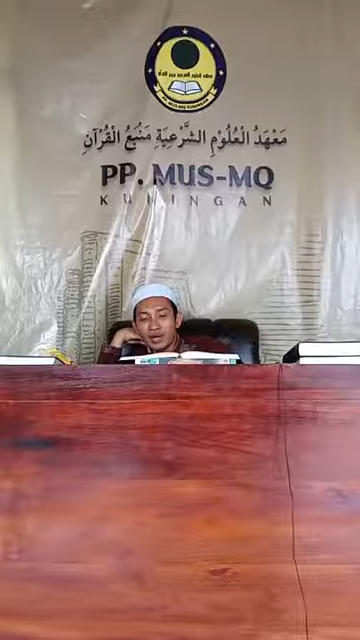 مَعْهَدُ الْعُلُوْمِ الشَّرْعِيَّةِ مَنْبَعُ الْقُرْآنِ
PP. MUS-MQ
KUNINGAN